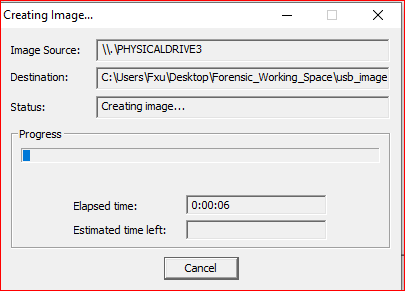 Creating Image...
Image Source: \\.\PHYSICALDRIVE3
Destination: C:\Users\Fxu\Desktop\Forensic_Working_Space\usb_image
Status: Creating image...
Progress
Elapsed time: 0:00:06
Estimated time left:
Cancel